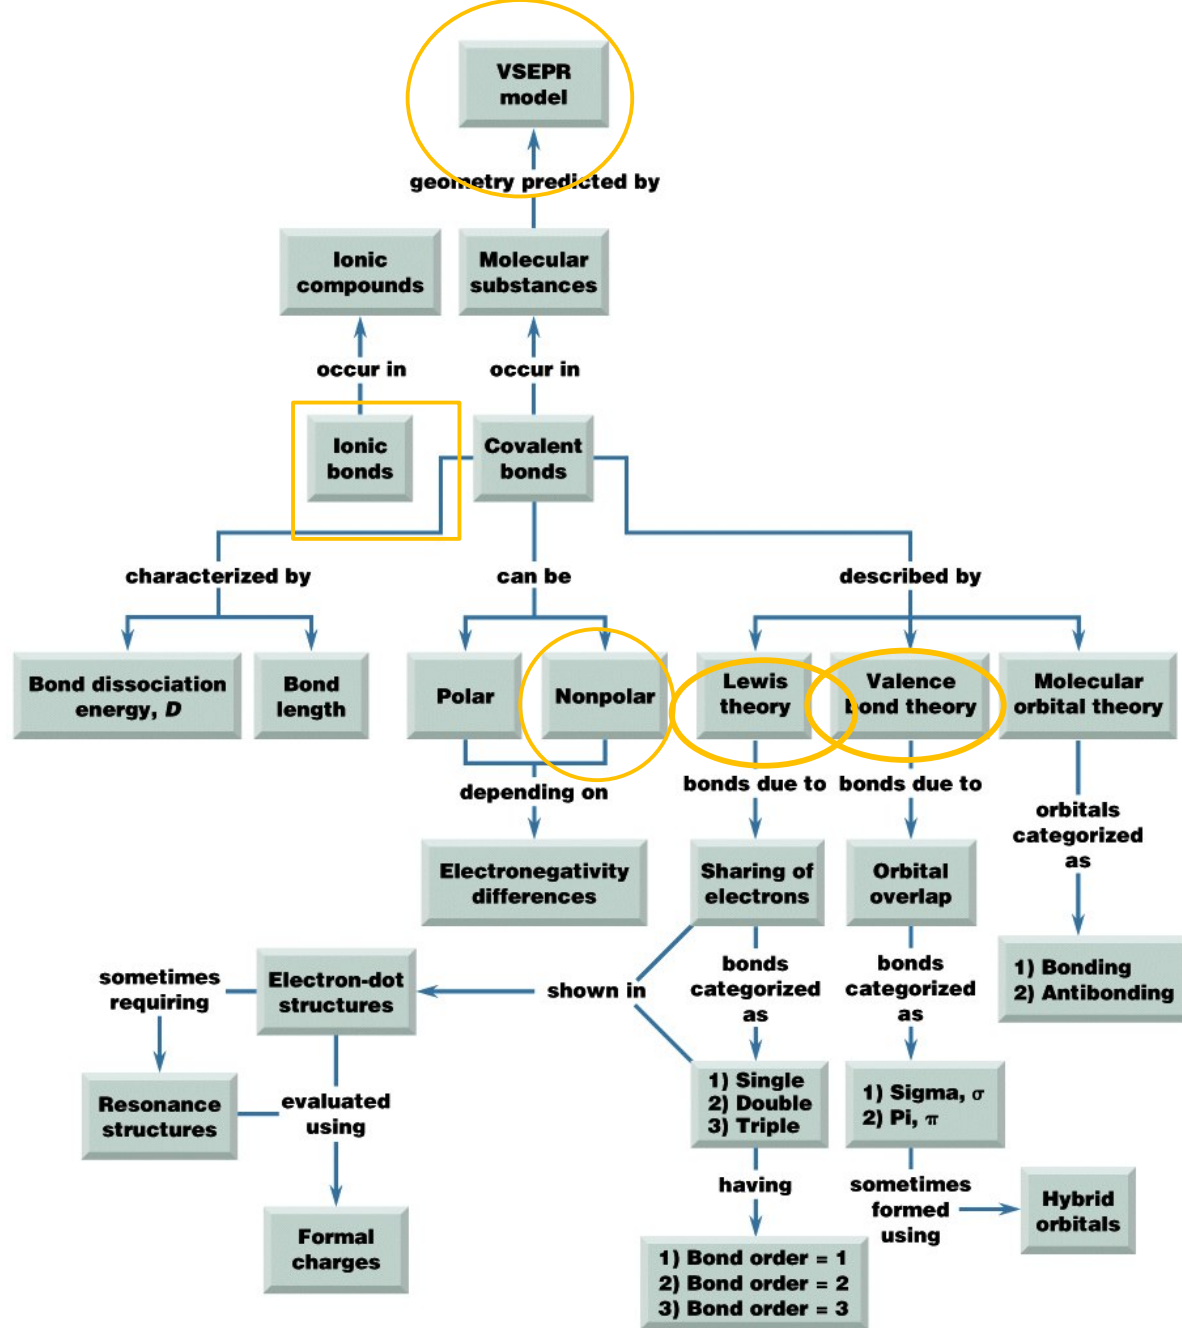 VSEPR
model
geometry predicted by
Ionic
compounds
Molecular
substances
occur in
occur in
Ionic
bonds
Covalent
bonds
characterized by
can be
described by
Bond dissociation
energy, D
Bond
length
Polar
Nonpolar
Lewis
theory
Valence
bond theory
Molecular
orbital theory
depending on
bonds due to
bonds due to
orbitals
categorized
as
Electronegativity
differences
Sharing of
electrons
Orbital
overlap
1) Bonding
2) Antibonding
sometimes
requiring
Electron-dot
structures
shown in
bonds
categorized
as
bonds
categorized
as
Resonance
structures
evaluated
using
1) Single
2) Double
3) Triple
1) Sigma, σ
2) Pi, π
Formal
charges
having
sometimes
formed
using
Hybrid
orbitals
1) Bond order = 1
2) Bond order = 2
3) Bond order = 3